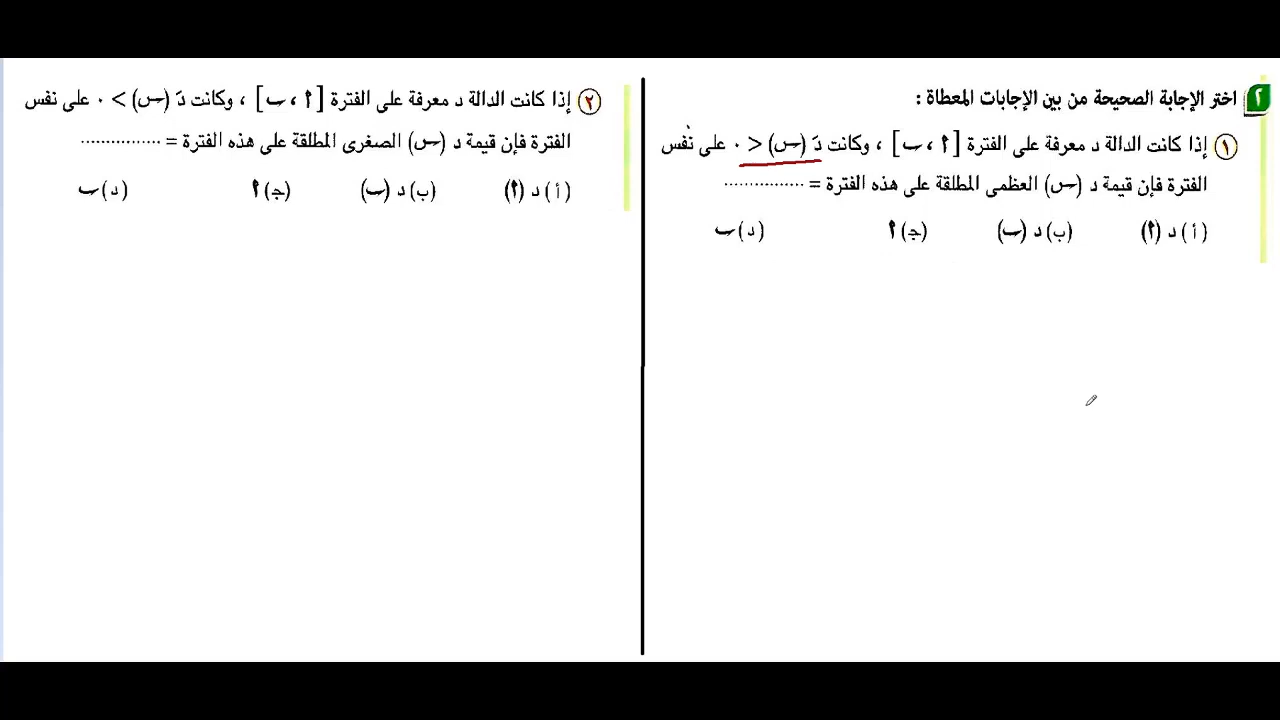 ٢ اختر الإجابة الصحيحة من بين الإجابات المعطاة :
١ إذا كانت الدالة د معرفة على الفترة [أ ، ب] ، وكانت دَ (س) > ٠ على نفس
الفترة فإن قيمة د (س) العظمى المطلقة على هذه الفترة = ................
(أ) د (أ) (ب) د (ب) (جـ) أ (د) ب
٢ إذا كانت الدالة د معرفة على الفترة [أ ، ب] ، وكانت دَ (س) < ٠ على نفس
الفترة فإن قيمة د (س) الصغرى المطلقة على هذه الفترة = ................
(أ) د (أ) (ب) د (ب) (جـ) أ (د) ب